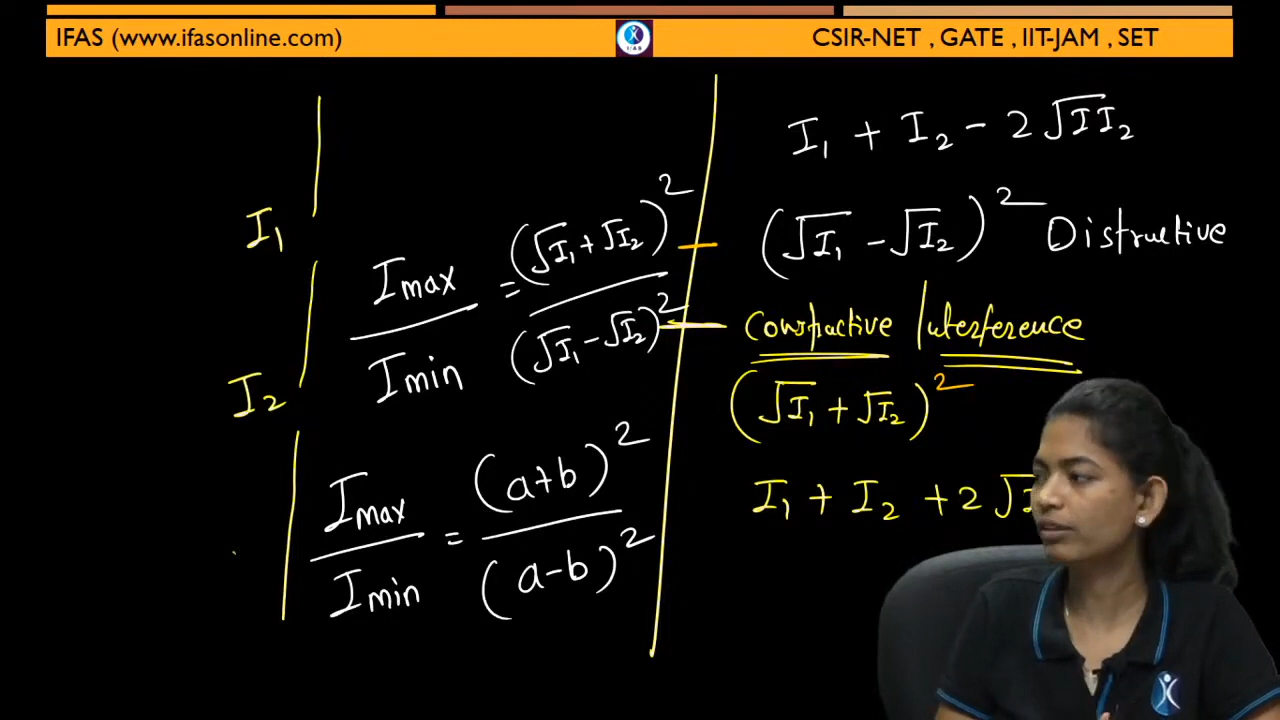 IFAS (www.ifasonline.com)
CSIR-NET , GATE , IIT-JAM , SET
I₁
I₂
Imax / Imin = (√I₁ + √I₂)² / (√I₁ - √I₂)²
Imax / Imin = (a+b)² / (a-b)²
I₁ + I₂ - 2√II₂
(√I₁ - √I₂)² Distructive
Interference
(√I₁ + √I₂)²
I₁ + I₂ + 2√